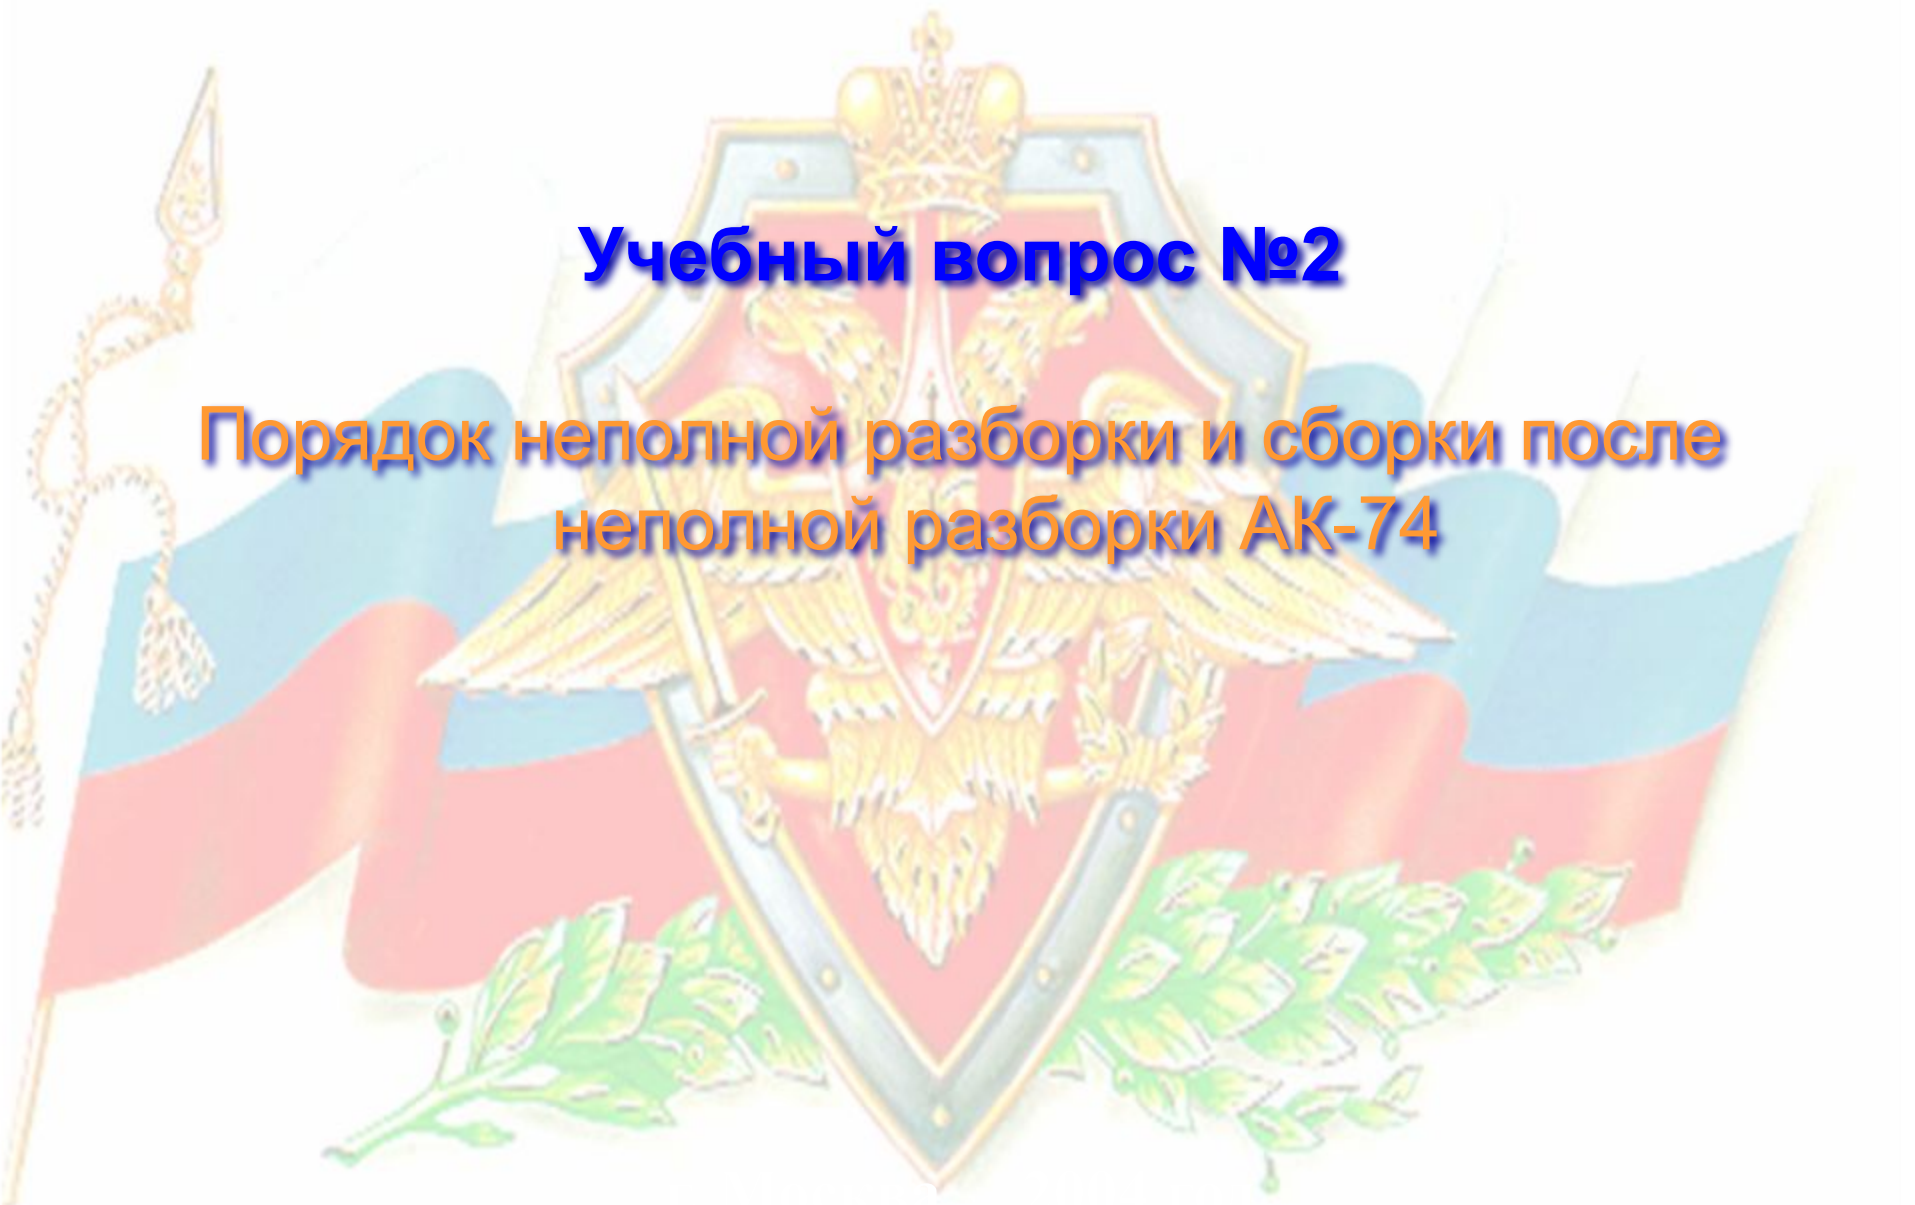 Учебный вопрос №2
Порядок неполной разборки и сборки после
неполной разборки АК-74